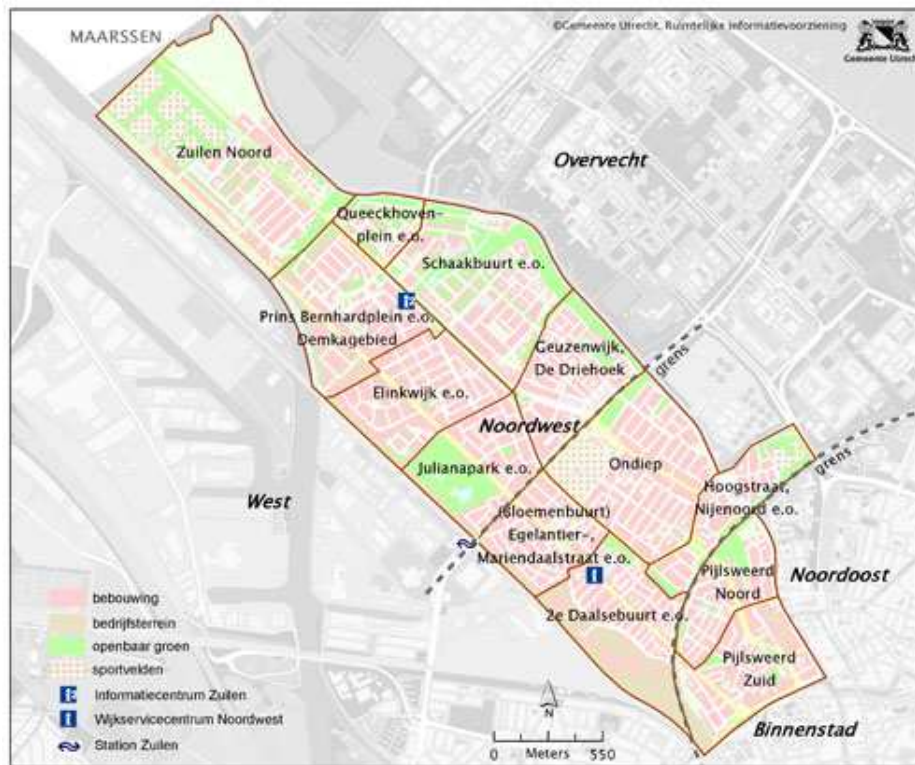 MAARSSEN
©Gemeente Utrecht, Ruimtelijke Informatievoorziening
Gemeente Utrecht
Zuilen Noord
Overvecht
Queeckhoven-
plein e.o.
Schaakbuurt e.o.
Prins Bernhardplein e.o.
Demkagebied
Geuzenwijk,
De Driehoek
grens
Elinkwijk e.o.
Noordwest
Julianapark e.o.
Ondiep
grens
Hoogstraat,
Nijenoord e.o.
West
(Bloemenbuurt)
Egelantier-,
Mariendaalstraat e.o.
Pijlsweerd
Noord
Noordoost
2e Daalsebuurt e.o.
Pijlsweerd
Zuid
Binnenstad
bebouwing
bedrijfsterrein
openbaar groen
sportvelden
Informatiecentrum Zuilen
Wijkservicecentrum Noordwest
Station Zuilen
N
0 Meters 550